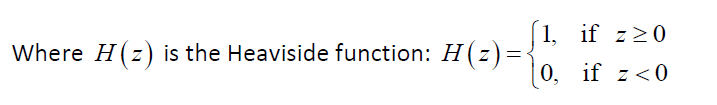 Where H(z) is the Heaviside function: H(z) = {1, if z ≥ 0
0, if z < 0